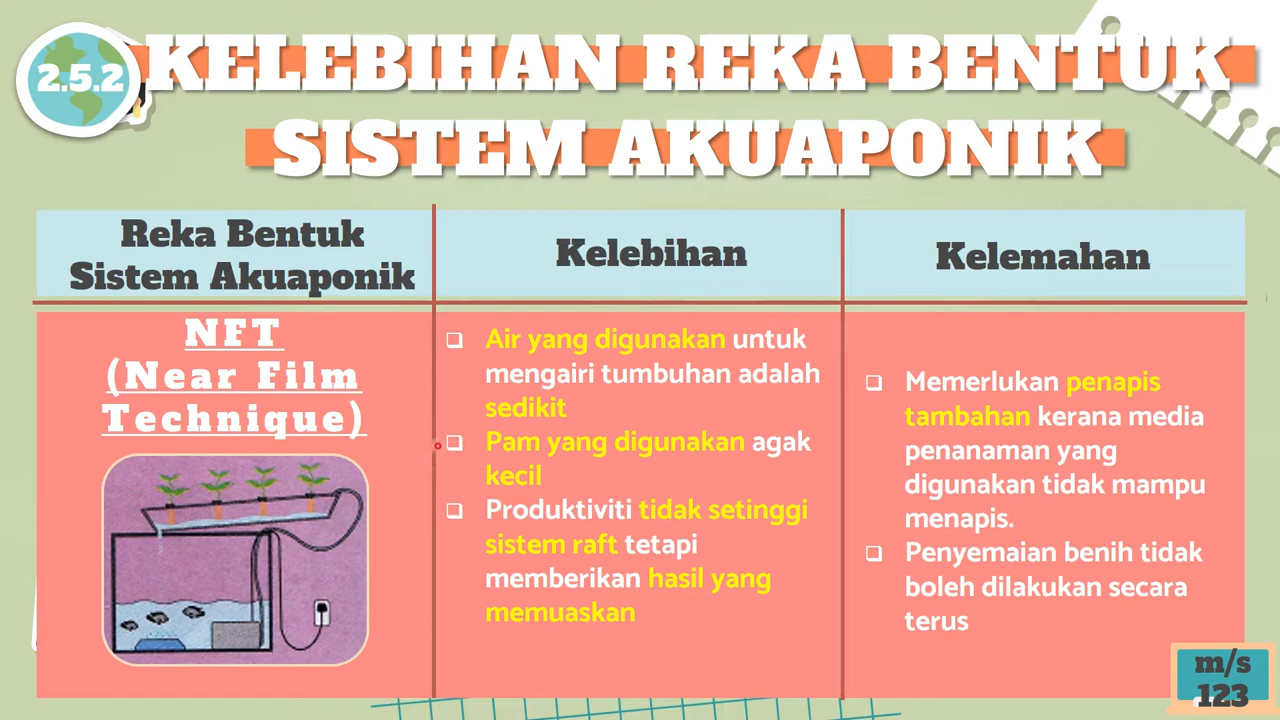 2.5.2
KELEBIHAN REKA BENTUK
SISTEM AKUAPONIK
Reka Bentuk
Sistem Akuaponik
Kelebihan
Kelemahan
NFT
(Near Film
Technique)
Air yang digunakan untuk
mengairi tumbuhan adalah
sedikit
Pam yang digunakan agak
kecil
Produktiviti tidak setinggi
sistem raft tetapi
memberikan hasil yang
memuaskan
Memerlukan penapis
tambahan kerana media
penanaman yang
digunakan tidak mampu
menapis.
Penyemaian benih tidak
boleh dilakukan secara
terus
m/s
123